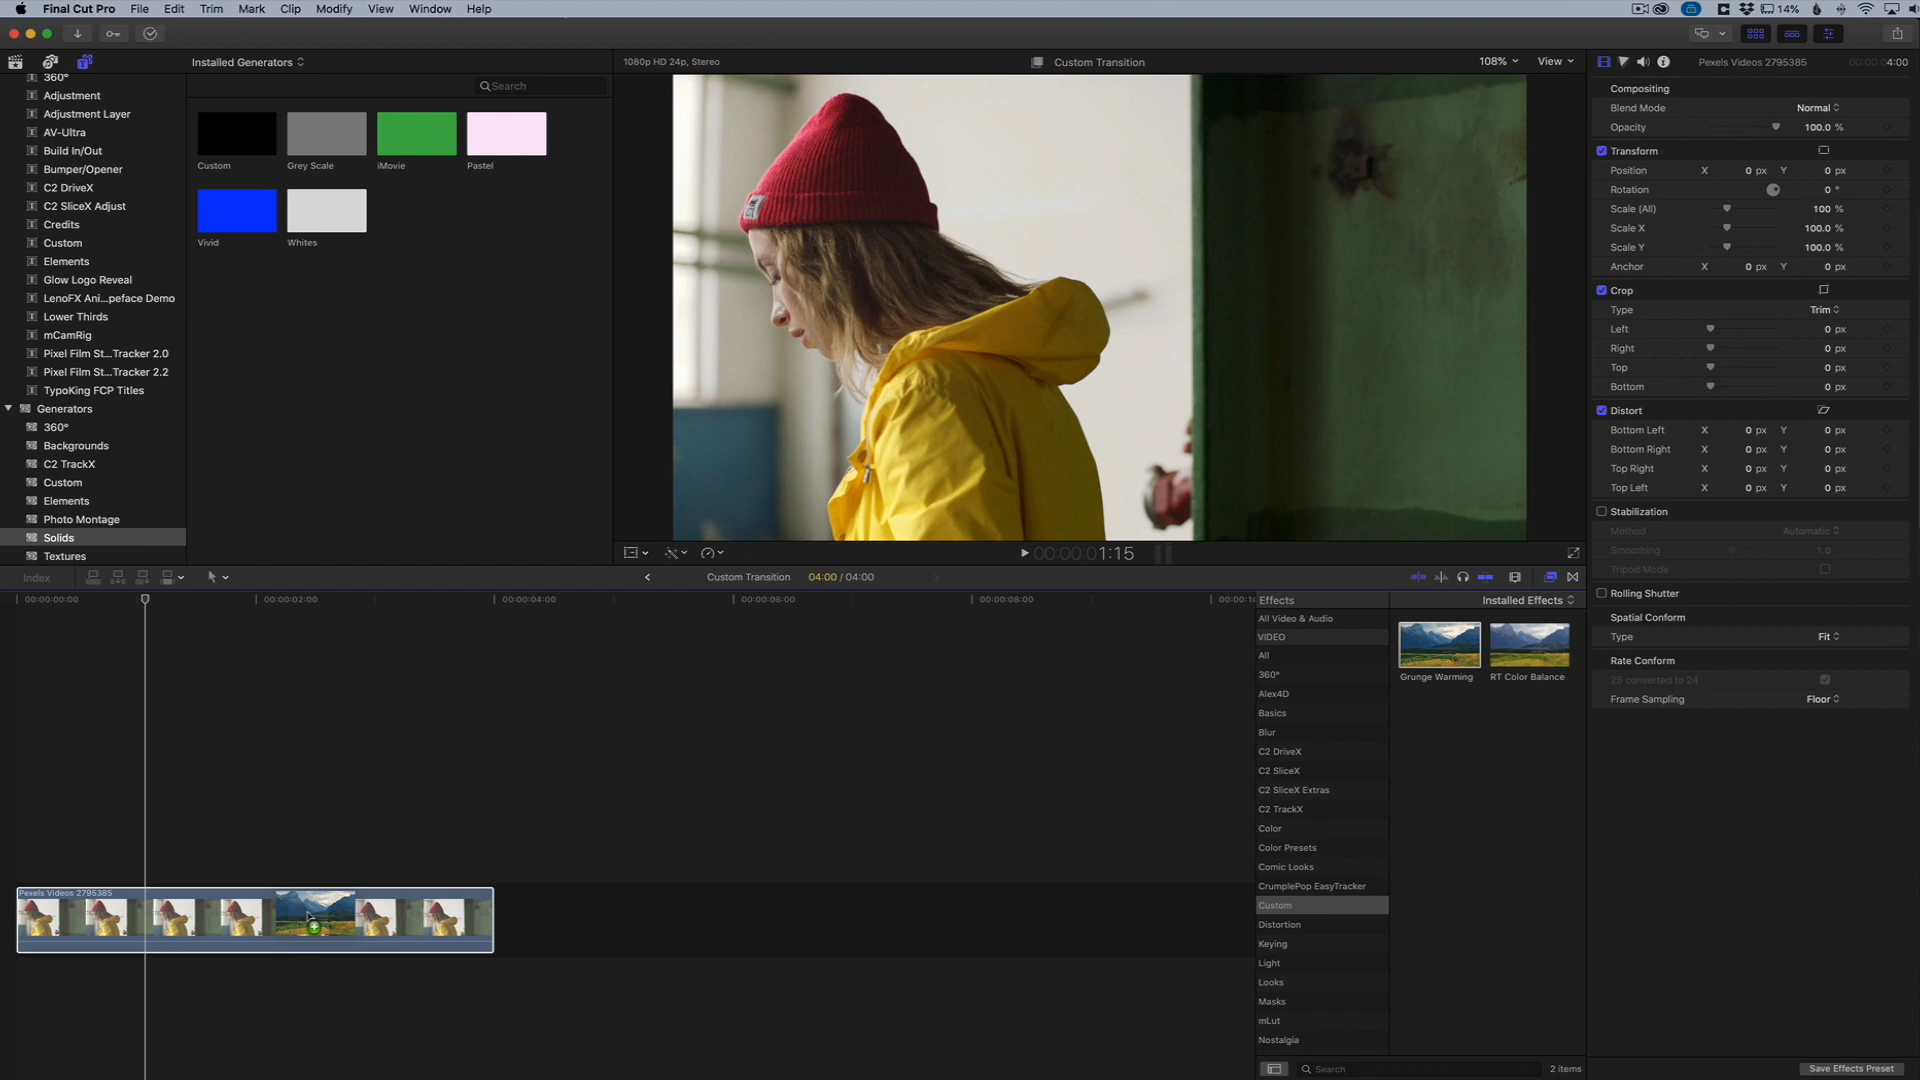 Final Cut Pro File Edit Trim Mark Clip Modify View Window Help
14%
Installed Generators
Search
360°
Adjustment
Adjustment Layer
AV-Ultra
Build In/Out
Bumper/Opener
C2 DriveX
C2 SliceX Adjust
Credits
Custom
Elements
Glow Logo Reveal
LenoFX Ani...peface Demo
Lower Thirds
mCamRig
Pixel Film St...Tracker 2.0
Pixel Film St...Tracker 2.2
TypoKing FCP Titles
Generators
360°
Backgrounds
C2 TrackX
Custom
Elements
Photo Montage
Solids
Textures
Custom Grey Scale iMovie Pastel
Vivid Whites
1080p HD 24p, Stereo Custom Transition 108% View
00:00:00:01:15
Pexels Videos 2795385 00:00:04:00
Compositing
Blend Mode Normal
Opacity 100.0 %
Transform
Position X 0 px Y 0 px
Rotation 0 °
Scale (All) 100 %
Scale X 100.0 %
Scale Y 100.0 %
Anchor X 0 px Y 0 px
Crop
Type Trim
Left 0 px
Right 0 px
Top 0 px
Bottom 0 px
Distort
Bottom Left X 0 px Y 0 px
Bottom Right X 0 px Y 0 px
Top Right X 0 px Y 0 px
Top Left X 0 px Y 0 px
Stabilization
Method Automatic
Smoothing 1.0
Tripod Mode
Rolling Shutter
Spatial Conform
Type Fit
Rate Conform
25 converted to 24
Frame Sampling Floor
Save Effects Preset
Index Custom Transition 04:00 / 04:00
00:00:00:00 00:00:02:00 00:00:04:00 00:00:06:00 00:00:08:00 00:00:10
Pexels Videos 2795385
Effects Installed Effects
All Video & Audio
VIDEO
All
360°
Alex4D
Basics
Blur
C2 DriveX
C2 SliceX
C2 SliceX Extras
C2 TrackX
Color
Color Presets
Comic Looks
CrumplePop EasyTracker
Custom
Distortion
Keying
Light
Looks
Masks
mLut
Nostalgia
Grunge Warming RT Color Balance
Search 2 items